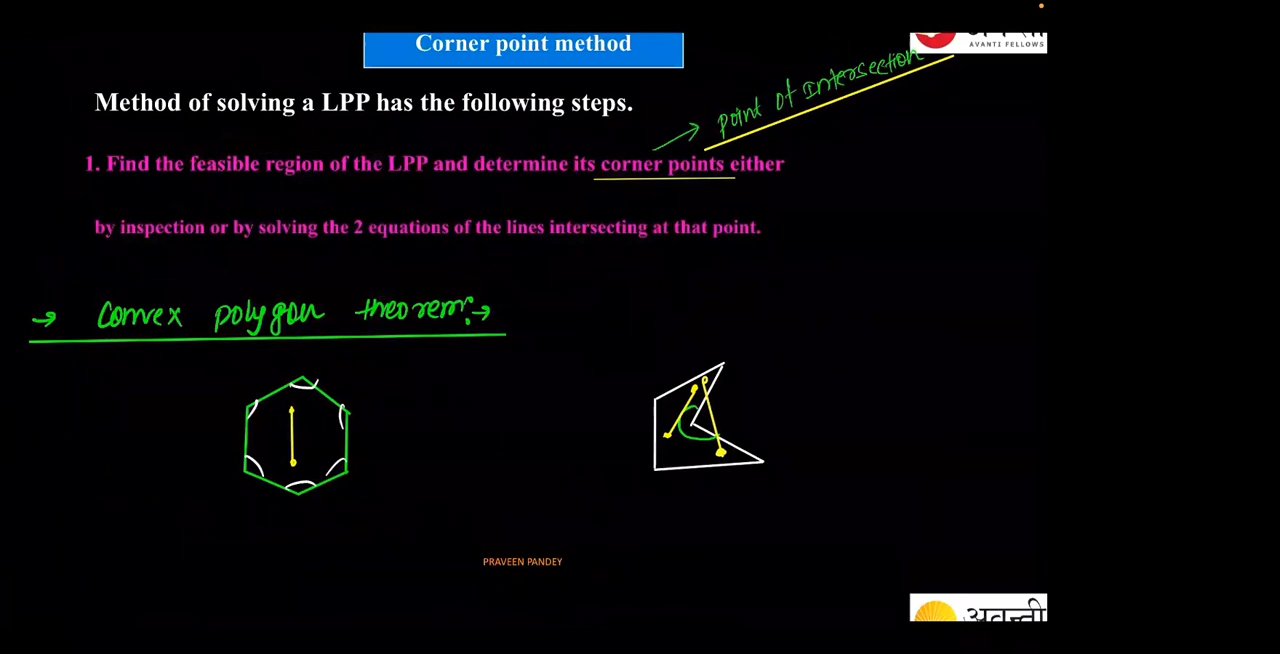 Corner point method
AVANTI FELLOWS
Method of solving a LPP has the following steps.
→ point of intersection
1. Find the feasible region of the LPP and determine its corner points either
by inspection or by solving the 2 equations of the lines intersecting at that point.
→ Convex polygon theorem:→
PRAVEEN PANDEY
अवन्ती